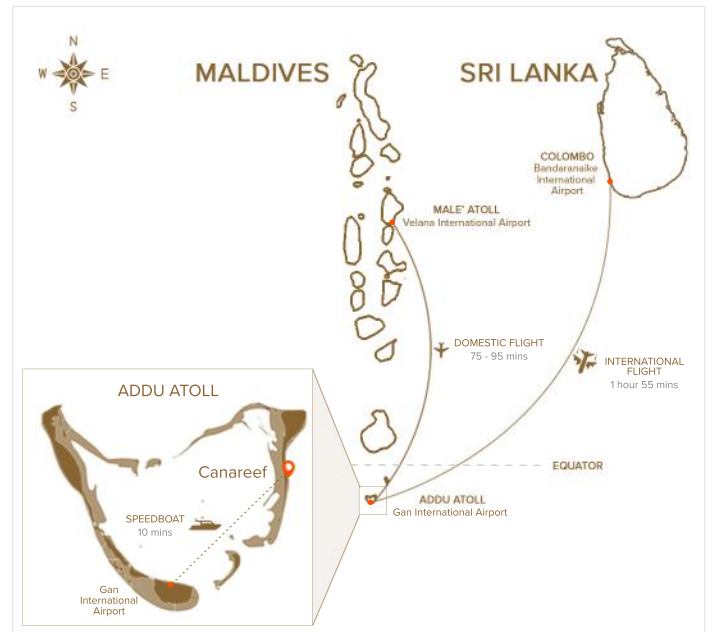 N
W E
S
MALDIVES
SRI LANKA
COLOMBO
Bandaranaike
International
Airport
MALE' ATOLL
Velana International Airport
DOMESTIC FLIGHT
75 - 95 mins
INTERNATIONAL
FLIGHT
1 hour 55 mins
EQUATOR
ADDU ATOLL
Gan International Airport
ADDU ATOLL
Canareef
SPEEDBOAT
10 mins
Gan
International
Airport